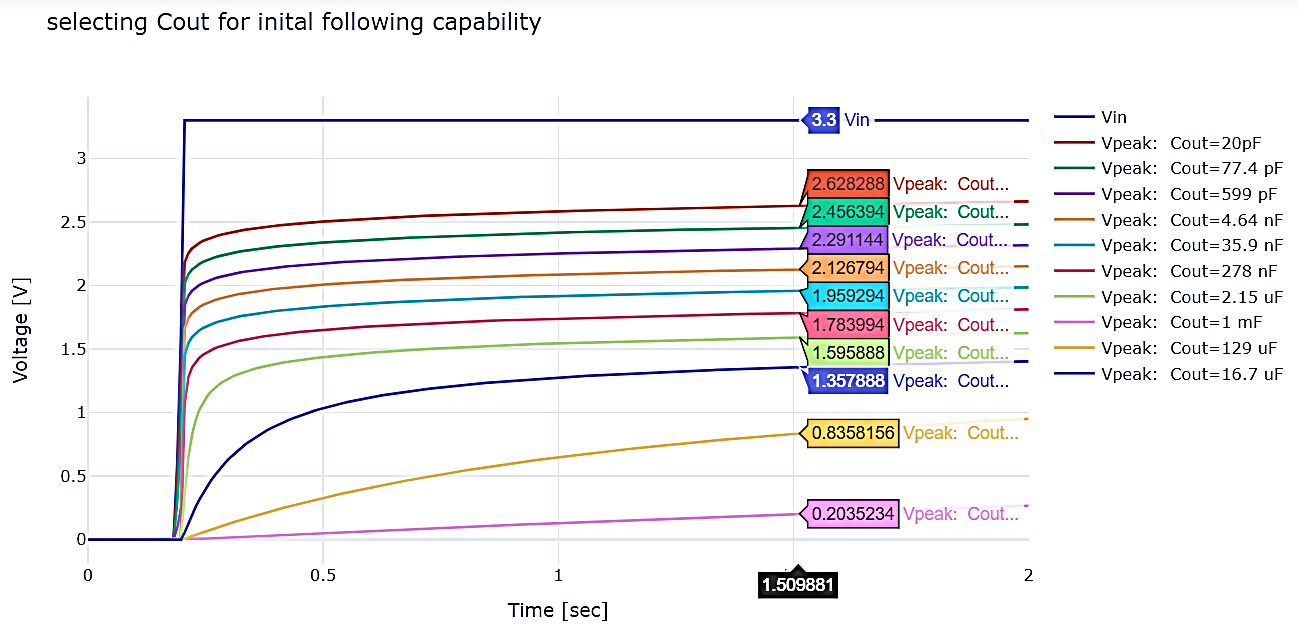 selecting Cout for inital following capability
3.3 Vin
2.628288 Vpeak: Cout...
2.456394 Vpeak: Cout...
2.291144 Vpeak: Cout...
2.126794 Vpeak: Cout...
1.959294 Vpeak: Cout...
1.783994 Vpeak: Cout...
1.595888 Vpeak: Cout...
1.357888 Vpeak: Cout...
0.8358156 Vpeak: Cout...
0.2035234 Vpeak: Cout...
Vin
Vpeak: Cout=20pF
Vpeak: Cout=77.4 pF
Vpeak: Cout=599 pF
Vpeak: Cout=4.64 nF
Vpeak: Cout=35.9 nF
Vpeak: Cout=278 nF
Vpeak: Cout=2.15 uF
Vpeak: Cout=1 mF
Vpeak: Cout=129 uF
Vpeak: Cout=16.7 uF
Voltage [V]
3
2.5
2
1.5
1
0.5
0
0 0.5 1 2
1.509881
Time [sec]